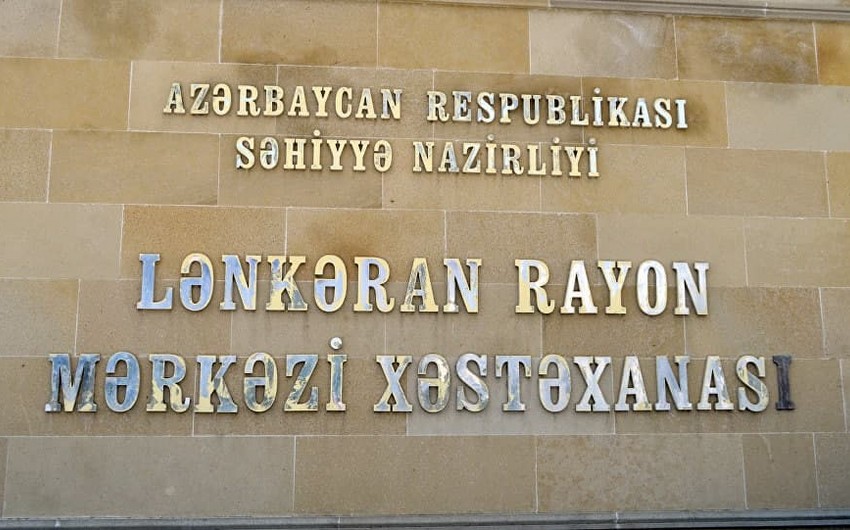 AZƏRBAYCAN RESPUBLİKASI
SƏHİYYƏ NAZİRLİYİ
LƏNKƏRAN RAYON
MƏRKƏZİ XƏSTƏXANASI